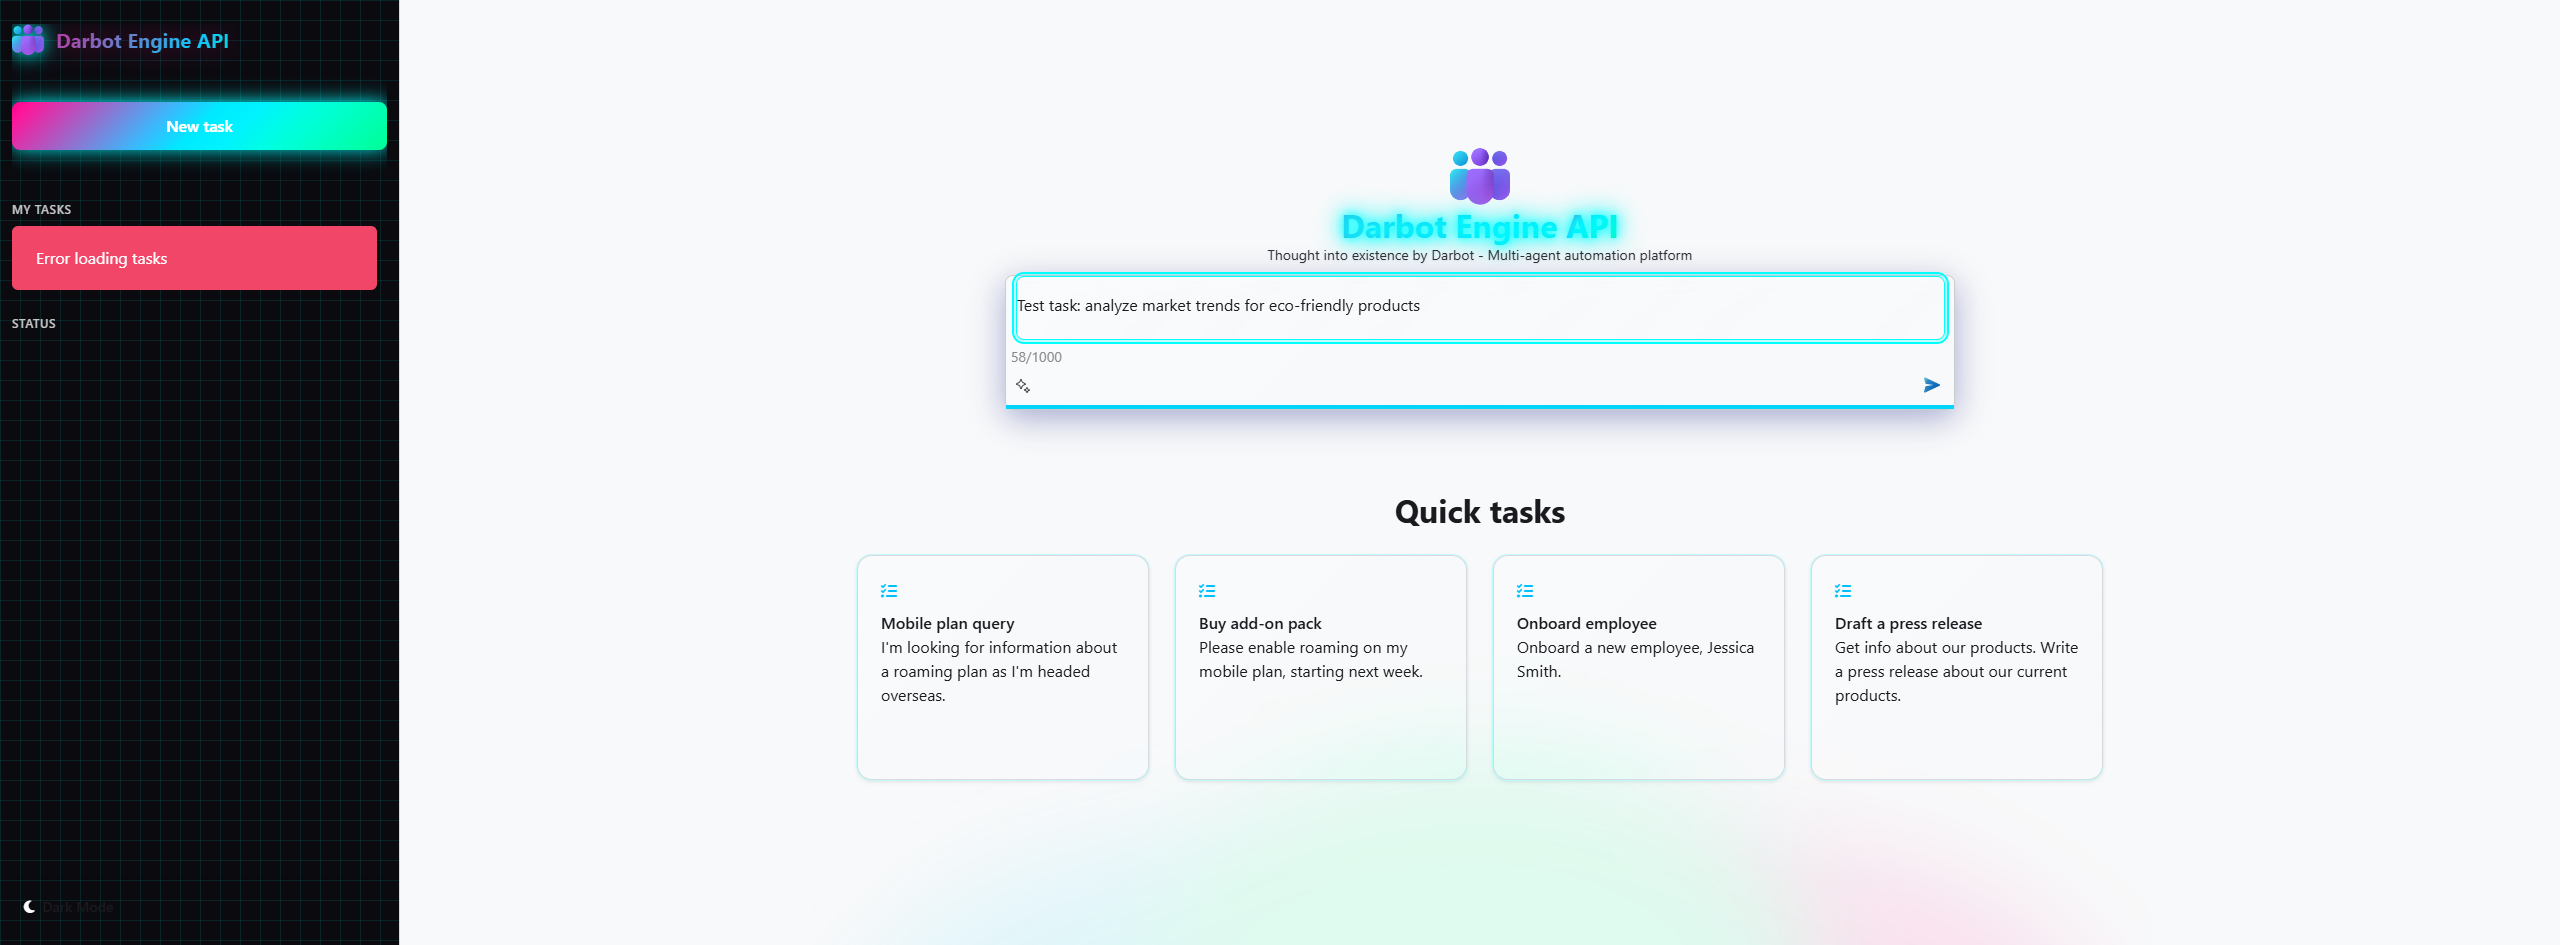 Darbot Engine API
New task
MY TASKS
Error loading tasks
STATUS
Dark Mode
Darbot Engine API
Thought into existence by Darbot - Multi-agent automation platform
Test task: analyze market trends for eco-friendly products
58/1000
Quick tasks
Mobile plan query
I'm looking for information about
a roaming plan as I'm headed
overseas.
Buy add-on pack
Please enable roaming on my
mobile plan, starting next week.
Onboard employee
Onboard a new employee, Jessica
Smith.
Draft a press release
Get info about our products. Write
a press release about our current
products.